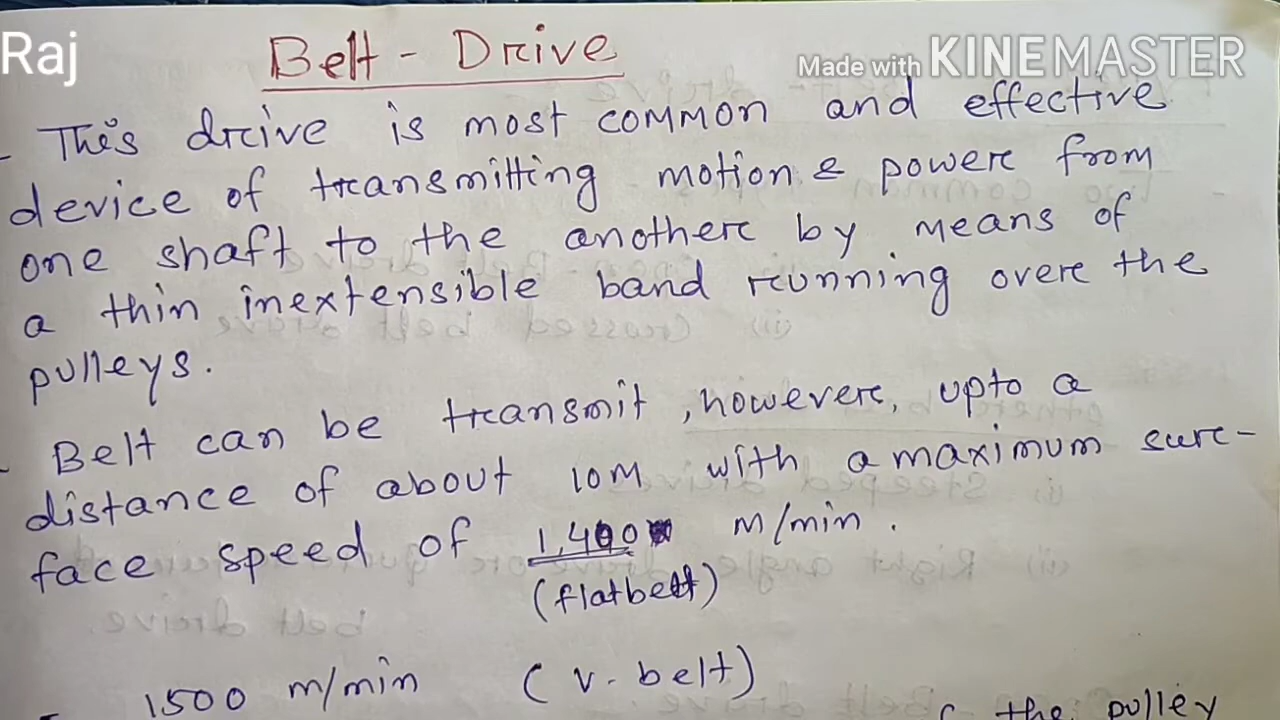 Raj
Belt - Drive
Made with KINEMASTER
- This drive is most common and effective
device of transmitting motion & power from
one shaft to the another by means of
a thin inextensible band running over the
pulleys.
- Belt can be transmit, however, upto a
distance of about 10M with a maximum sur-
face speed of 1,400 M/min.
(flatbelt)
1500 m/min (V-belt)
the pulley